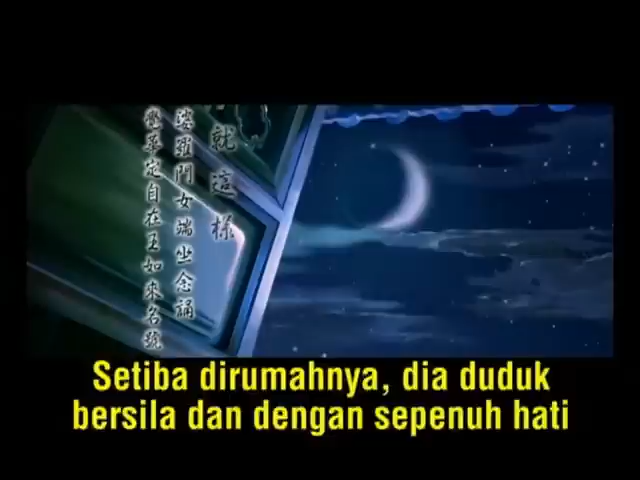 就這樣
婆羅門女端坐念誦
覺華定自在王如來名號
Setiba dirumahnya, dia duduk
bersila dan dengan sepenuh hati